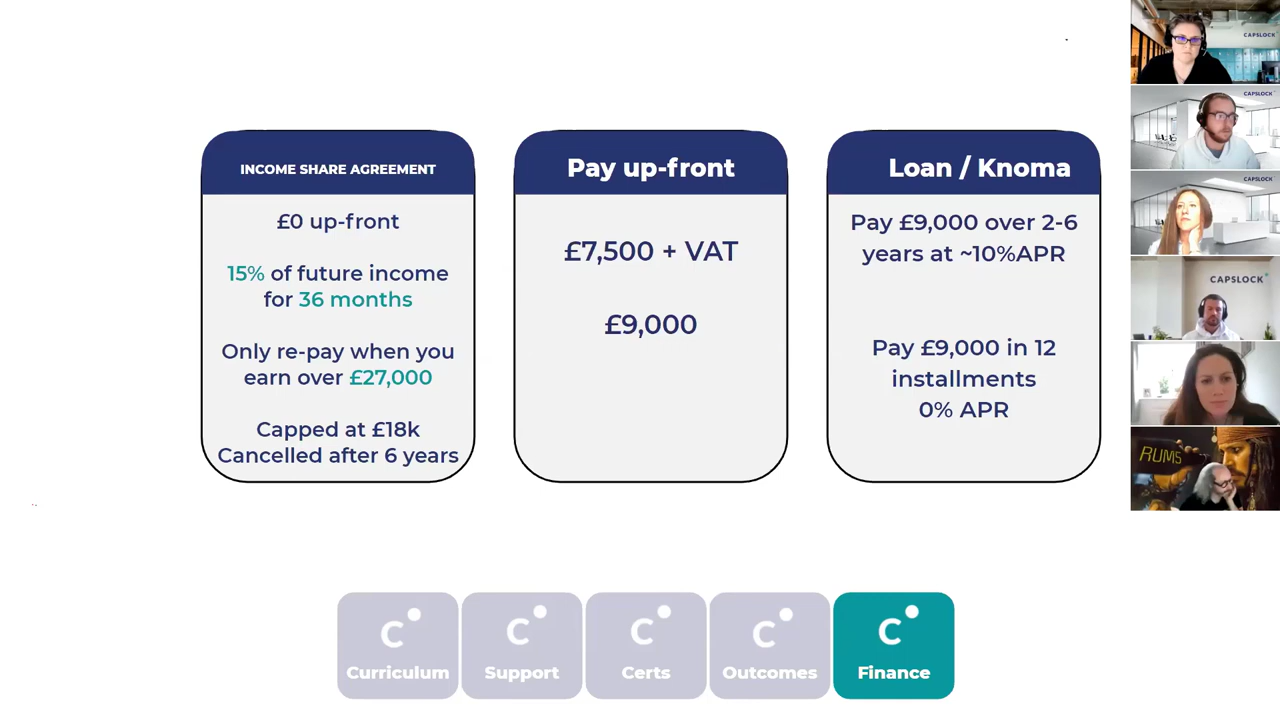 INCOME SHARE AGREEMENT
£0 up-front
15% of future income
for 36 months
Only re-pay when you
earn over £27,000
Capped at £18k
Cancelled after 6 years
Pay up-front
£7,500 + VAT
£9,000
Loan / Knoma
Pay £9,000 over 2-6
years at ~10%APR
Pay £9,000 in 12
installments
0% APR
C
Curriculum
C
Support
C
Certs
C
Outcomes
C
Finance
CAPSLOCK
CAPSLOCK
CAPSLOCK
CAPSLOCK
RUMS